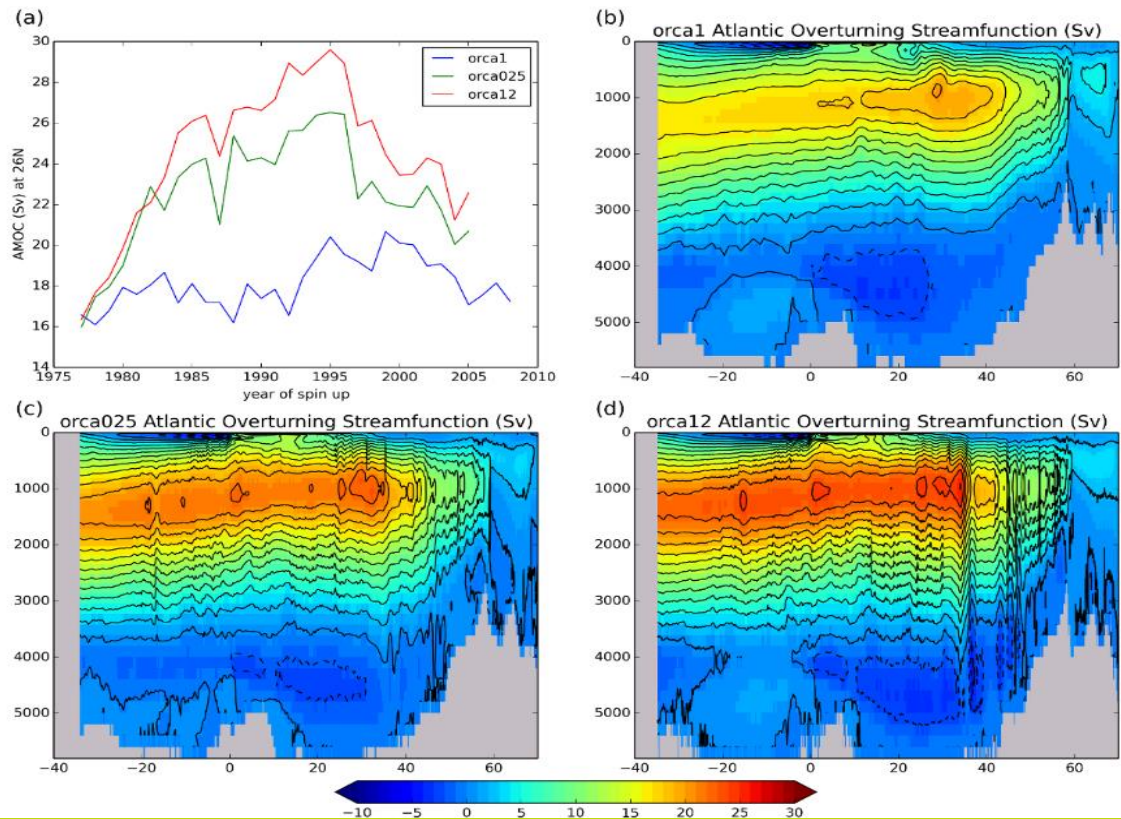 (a)
30
28
26
24
22
20
18
16
14
AMOC (Sv) at 26N
orca1
orca025
orca12
1975 1980 1985 1990 1995 2000 2005 2010
year of spin up
(b)
orca1 Atlantic Overturning Streamfunction (Sv)
0
1000
2000
3000
4000
5000
−40 −20 0 20 40 60
(c)
orca025 Atlantic Overturning Streamfunction (Sv)
0
1000
2000
3000
4000
5000
−40 −20 0 20 40 60
(d)
orca12 Atlantic Overturning Streamfunction (Sv)
0
1000
2000
3000
4000
5000
−40 −20 0 20 40 60
−10 −5 0 5 10 15 20 25 30